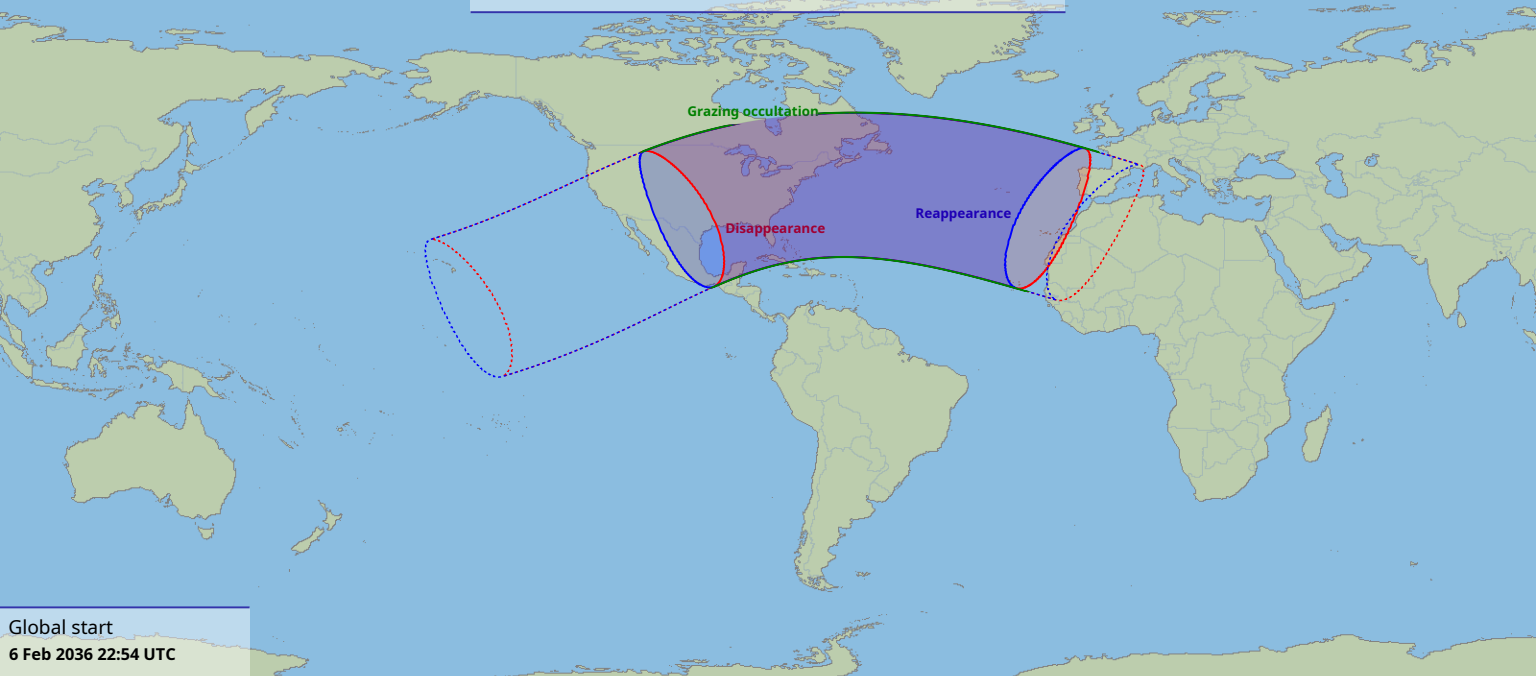 Grazing occultation
Reappearance
Disappearance
Global start
6 Feb 2036 22:54 UTC